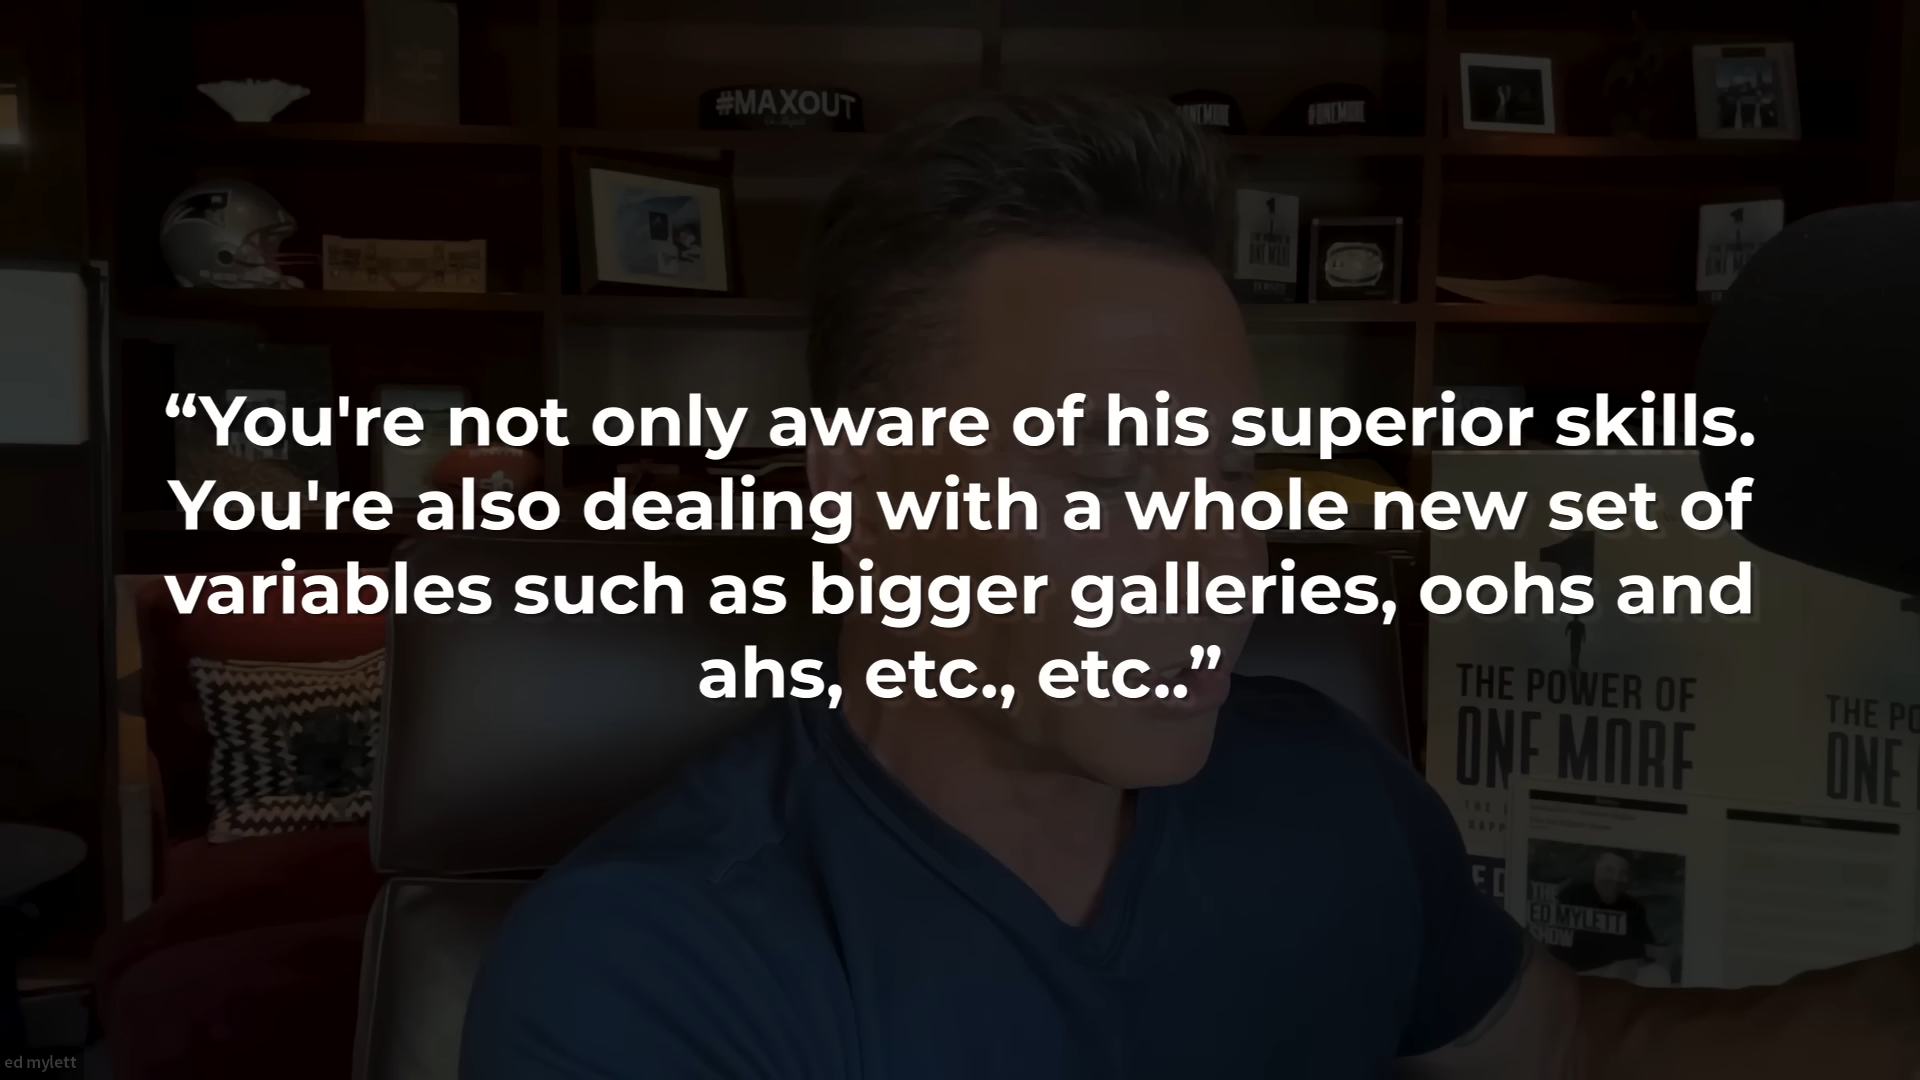 #MAXOUT
#ONEMORE
“You're not only aware of his superior skills.
You're also dealing with a whole new set of
variables such as bigger galleries, oohs and
ahs, etc., etc..”
THE POWER OF
ONE MORE
THE PO
ONE
THE
ED MYLETT
SHOW
ed mylett